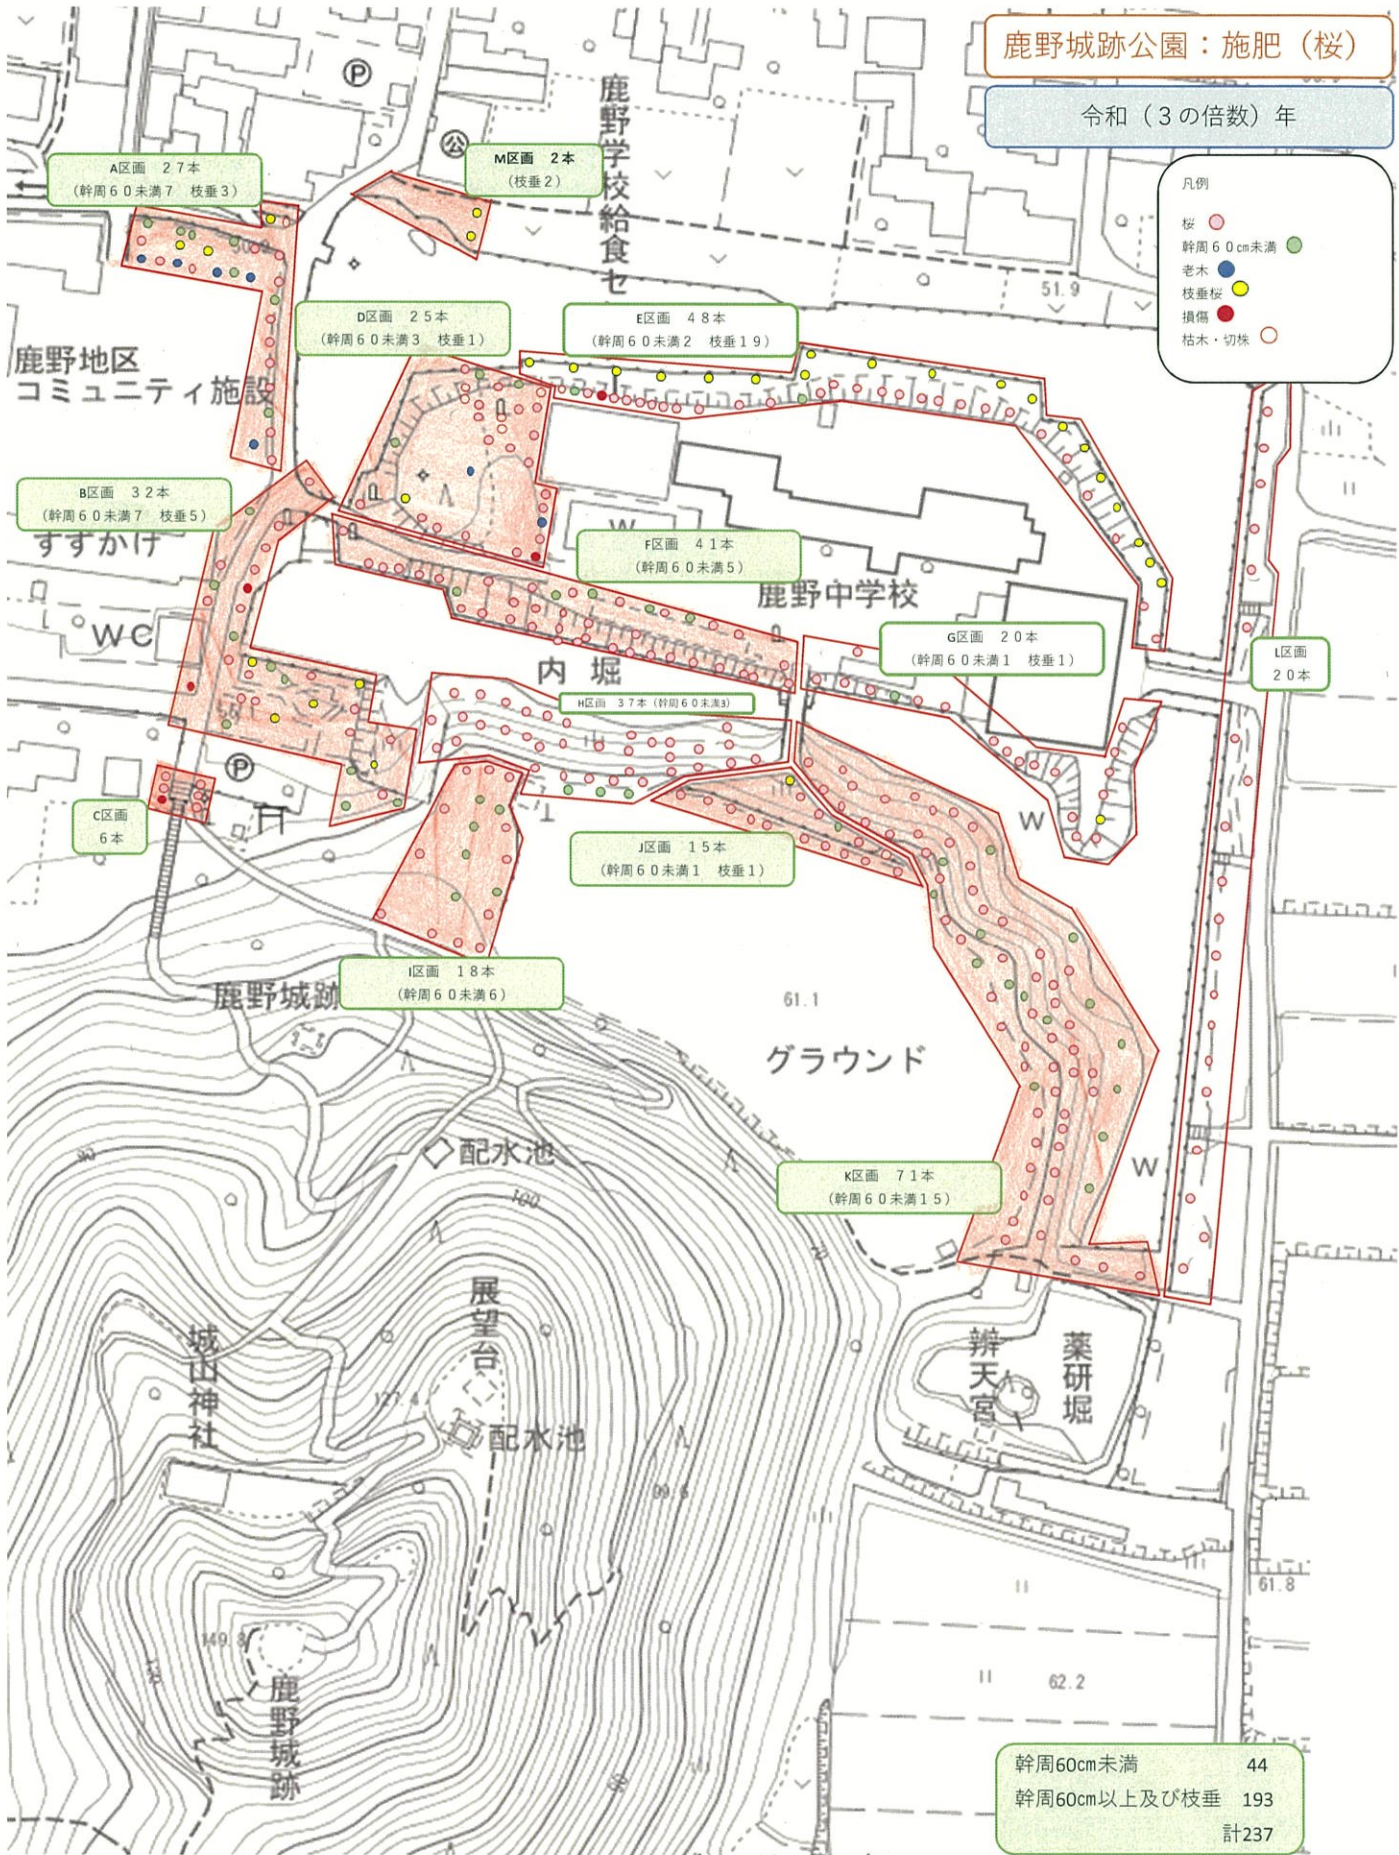 鹿野城跡公園：施肥（桜）
令和（３の倍数）年
凡例
桜
幹周６０㎝未満
老木
枝垂桜
損傷
枯木・切株
Ⓟ
公
鹿野学校給食セ
A区画　２７本
（幹周６０未満７　枝垂３）
M区画　２本
（枝垂２）
51.9
D区画　２５本
（幹周６０未満３　枝垂１）
E区画　４８本
（幹周６０未満２　枝垂１９）
鹿野地区
コミュニティ施設
B区画　３２本
（幹周６０未満７　枝垂５）
すずかけ
F区画　４１本
（幹周６０未満５）
W
鹿野中学校
WC
G区画　２０本
（幹周６０未満１　枝垂１）
L区画
２０本
内堀
H区画　３７本（幹周６０未満3）
Ⓟ
C区画
６本
W
J区画　１５本
（幹周６０未満１　枝垂１）
I区画　１８本
（幹周６０未満６）
鹿野城跡
61.1
グラウンド
配水池
90
100
K区画　７１本
（幹周６０未満１５）
W
70
展望台
城山神社
辨天宮
薬研堀
127.4
配水池
99.6
61.8
149.8
62.2
鹿野城跡
幹周60㎝未満　44
幹周60㎝以上及び枝垂　193
計237